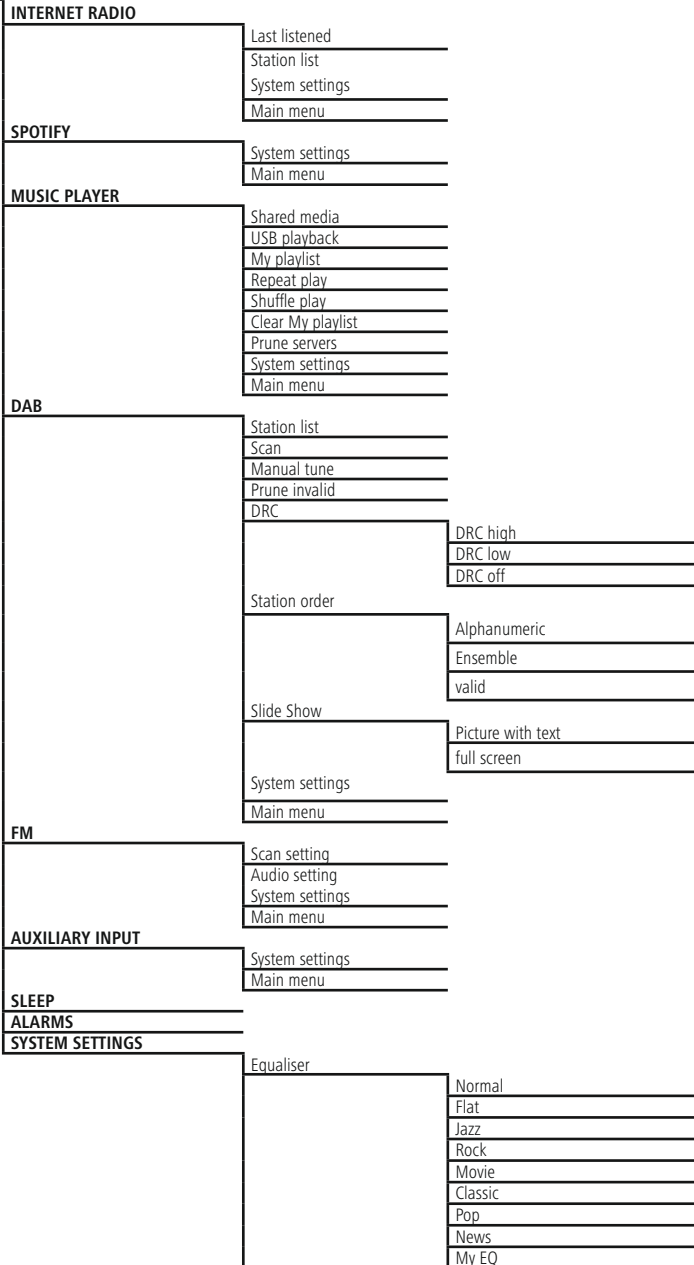 INTERNET RADIO
Last listened
Station list
System settings
Main menu
SPOTIFY
System settings
Main menu
MUSIC PLAYER
Shared media
USB playback
My playlist
Repeat play
Shuffle play
Clear My playlist
Prune servers
System settings
Main menu
DAB
Station list
Scan
Manual tune
Prune invalid
DRC
DRC high
DRC low
DRC off
Station order
Alphanumeric
Ensemble
valid
Slide Show
Picture with text
full screen
System settings
Main menu
FM
Scan setting
Audio setting
System settings
Main menu
AUXILIARY INPUT
System settings
Main menu
SLEEP
ALARMS
SYSTEM SETTINGS
Equaliser
Normal
Flat
Jazz
Rock
Movie
Classic
Pop
News
My EQ